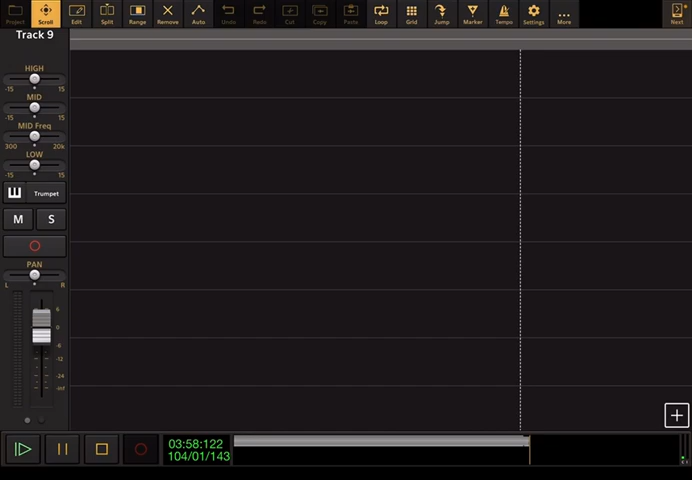 Project Scroll Edit Split Range Remove Auto Undo Redo Cut Copy Paste Loop Grid Jump Marker Tempo Settings More Next
Track 9
HIGH
-15 15
MID
-15 15
MID Freq
300 20k
LOW
-15 15
Trumpet
M S
PAN
L R
6
0
-6
-12
-24
-inf
03:58:122
104/01/143